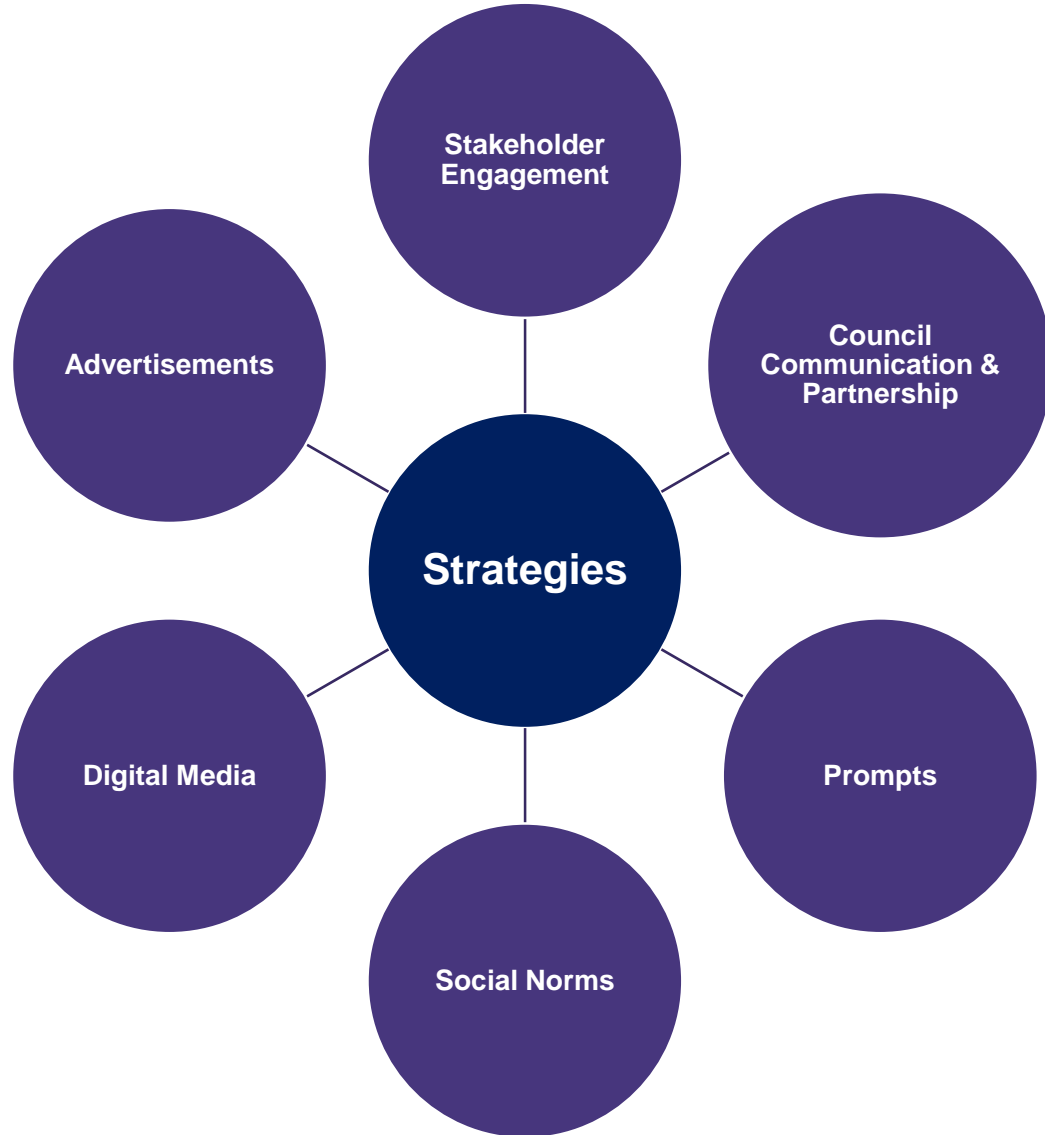 Stakeholder
Engagement
Council
Communication &
Partnership
Advertisements
Strategies
Digital Media
Prompts
Social Norms